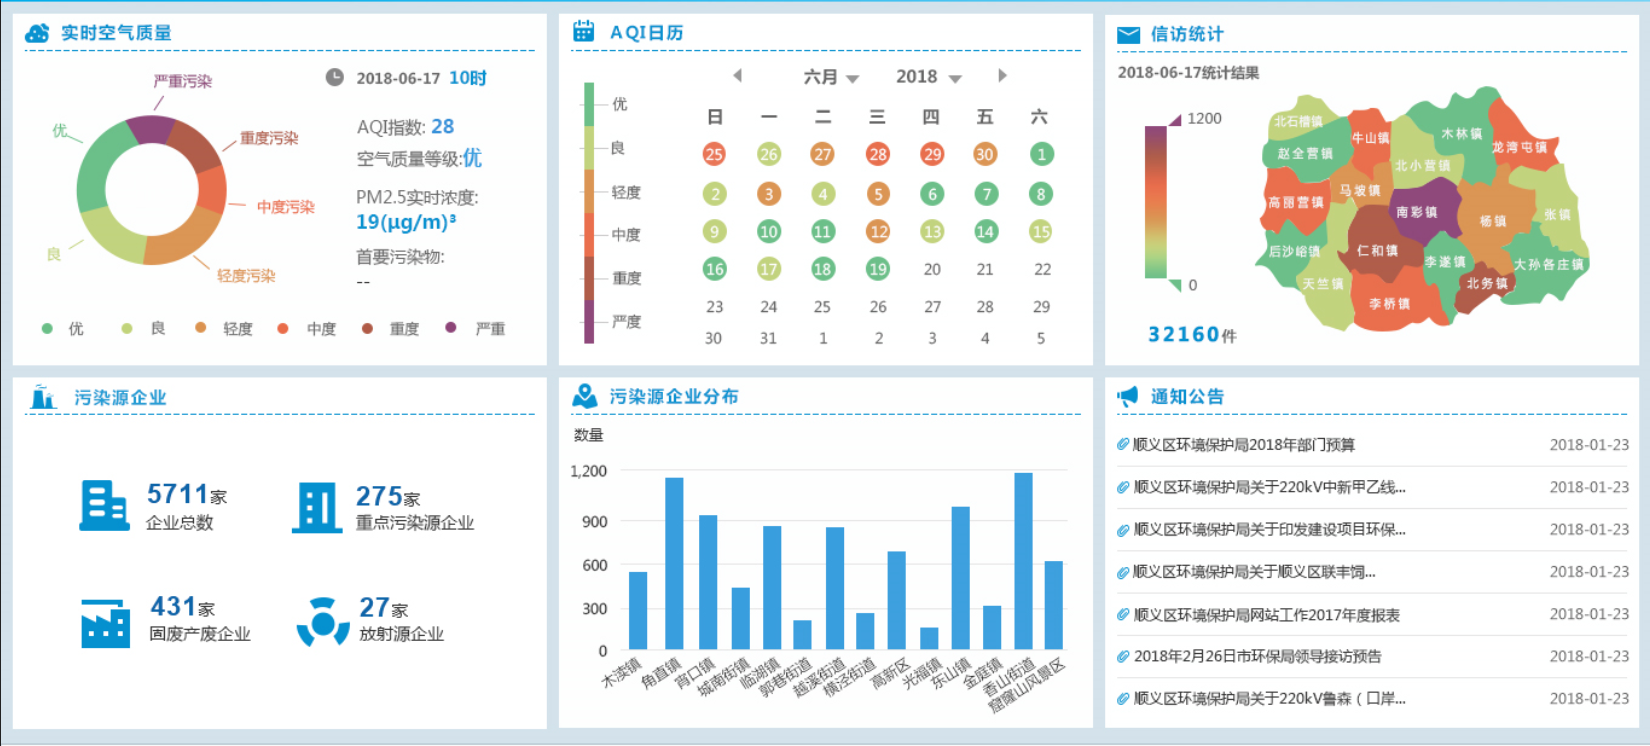 实时空气质量
2018-06-17 10时
严重污染
优
重度污染
中度污染
良
轻度污染
AQI指数: 28
空气质量等级:优
PM2.5实时浓度:
19(μg/m)³
首要污染物:
--
优 良 轻度 中度 重度 严重
AQI日历
六月 2018
优
良
轻度
中度
重度
严度
日 一 二 三 四 五 六
25 26 27 28 29 30 1
2 3 4 5 6 7 8
9 10 11 12 13 14 15
16 17 18 19 20 21 22
23 24 25 26 27 28 29
30 31 1 2 3 4 5
信访统计
2018-06-17统计结果
1200
0
32160件
北石槽镇
赵全营镇
牛山镇
木林镇
龙湾屯镇
北小营镇
高丽营镇
马坡镇
南彩镇
杨镇
张镇
后沙峪镇
仁和镇
李遂镇
大孙各庄镇
天竺镇
李桥镇
北务镇
污染源企业
5711家
企业总数
275家
重点污染源企业
431家
固废产废企业
27家
放射源企业
污染源企业分布
数量
1,200
900
600
300
0
木渎镇
角直镇
胥口镇
城南街镇
临湖镇
郭巷街道
越溪街道
横泾街道
高新区
光福镇
东山镇
金庭镇
香山街道
窟窿山风景区
通知公告
顺义区环境保护局2018年部门预算 2018-01-23
顺义区环境保护局关于220kV中新甲乙线... 2018-01-23
顺义区环境保护局关于印发建设项目环保... 2018-01-23
顺义区环境保护局关于顺义区联丰饲... 2018-01-23
顺义区环境保护局网站工作2017年度报表 2018-01-23
2018年2月26日市环保局领导接访预告 2018-01-23
顺义区环境保护局关于220kV鲁森（口岸... 2018-01-23